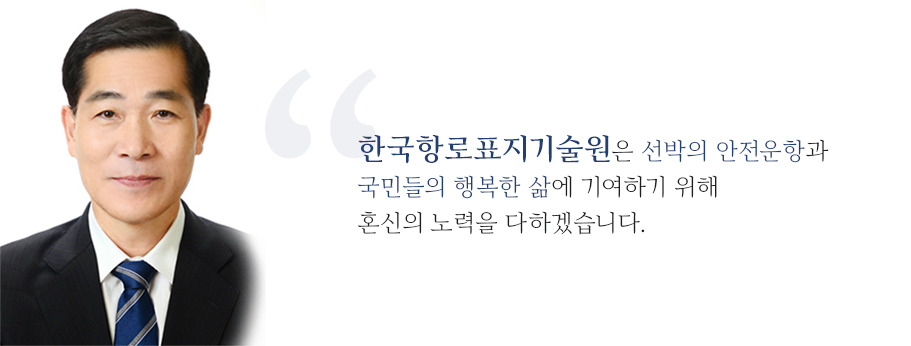 한국항로표지기술원은 선박의 안전운항과
국민들의 행복한 삶에 기여하기 위해
혼신의 노력을 다하겠습니다.